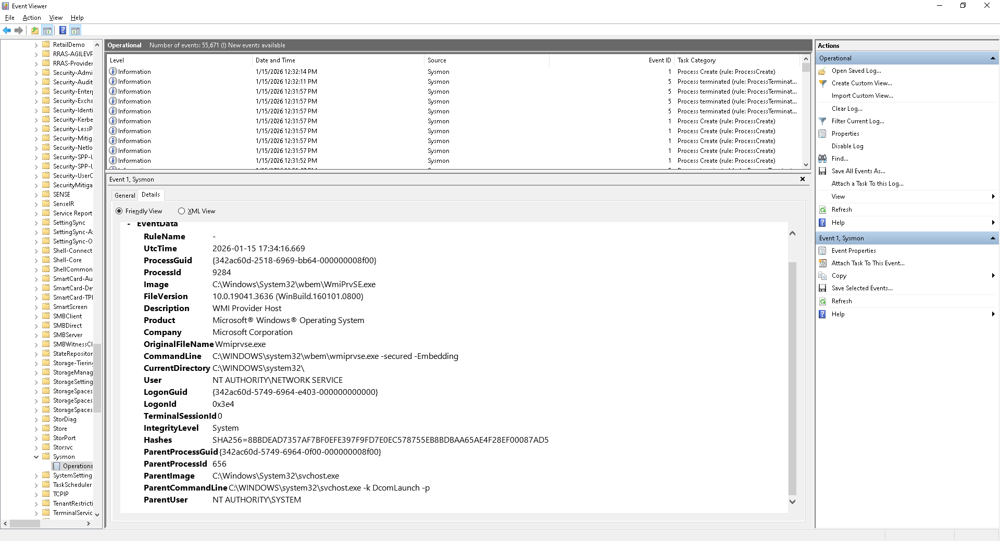 Event Viewer
File Action View Help
RetailDemo
RRAS-AGILEVP
RRAS-Provider
Security-Admi
Security-Audit
Security-Enter
Security-Excha
Security-Identi
Security-Kerbe
Security-LessP
Security-Mitig
Security-Netlo
Security-SPP-U
Security-SPP-U
Security-UserC
SecurityMitiga
SENSE
SenseIR
Service Report
SettingSync
SettingSync-A
SettingSync-O
Shell-Connect
Shell-Core
ShellCommon
SmartCard-Au
SmartCard-De
SmartCard-TP
SmartScreen
SMBClient
SMBDirect
SMBServer
SMBWitnessCl
StateRepositor
Storage-Tierin
StorageManag
StorageSetting
StorageSpaces
StorageSpaces
StorageSpaces
StorDiag
Store
StorPort
Storsvc
Sysmon
Operationa
SystemSetting
TaskScheduler
TCPIP
TenantRestricti
TerminalServic
Operational Number of events: 55,671 (!) New events available
Level Date and Time Source Event ID Task Category
Information 1/15/2026 12:32:14 PM Sysmon 1 Process Create (rule: ProcessCreate)
Information 1/15/2026 12:32:11 PM Sysmon 5 Process terminated (rule: ProcessTerminat...
Information 1/15/2026 12:31:57 PM Sysmon 5 Process terminated (rule: ProcessTerminat...
Information 1/15/2026 12:31:57 PM Sysmon 5 Process terminated (rule: ProcessTerminat...
Information 1/15/2026 12:31:57 PM Sysmon 5 Process terminated (rule: ProcessTerminat...
Information 1/15/2026 12:31:57 PM Sysmon 1 Process Create (rule: ProcessCreate)
Information 1/15/2026 12:31:57 PM Sysmon 1 Process Create (rule: ProcessCreate)
Information 1/15/2026 12:31:57 PM Sysmon 1 Process Create (rule: ProcessCreate)
Information 1/15/2026 12:31:57 PM Sysmon 1 Process Create (rule: ProcessCreate)
Information 1/15/2026 12:31:52 PM Sysmon 1 Process Create (rule: ProcessCreate)
Event 1, Sysmon
General Details
Friendly View XML View
- EventData
RuleName -
UtcTime 2026-01-15 17:34:16.669
ProcessGuid {342ac60d-2518-6969-bb64-000000008f00}
ProcessId 9284
Image C:\Windows\System32\wbem\WmiPrvSE.exe
FileVersion 10.0.19041.3636 (WinBuild.160101.0800)
Description WMI Provider Host
Product Microsoft® Windows® Operating System
Company Microsoft Corporation
OriginalFileName Wmiprvse.exe
CommandLine C:\WINDOWS\system32\wbem\wmiprvse.exe -secured -Embedding
CurrentDirectory C:\WINDOWS\system32\
User NT AUTHORITY\NETWORK SERVICE
LogonGuid {342ac60d-5749-6964-e403-000000000000}
LogonId 0x3e4
TerminalSessionId 0
IntegrityLevel System
Hashes SHA256=8BBDEAD7357AF7BF0EFE397F9FD7E0EC578755EB8BDBAA65AE4F28EF00087AD5
ParentProcessGuid {342ac60d-5749-6964-0f00-000000008f00}
ParentProcessId 656
ParentImage C:\Windows\System32\svchost.exe
ParentCommandLine C:\WINDOWS\system32\svchost.exe -k DcomLaunch -p
ParentUser NT AUTHORITY\SYSTEM
Actions
Operational
Open Saved Log...
Create Custom View...
Import Custom View...
Clear Log...
Filter Current Log...
Properties
Disable Log
Find...
Save All Events As...
Attach a Task To this Log...
View
Refresh
Help
Event 1, Sysmon
Event Properties
Attach Task To This Event...
Copy
Save Selected Events...
Refresh
Help